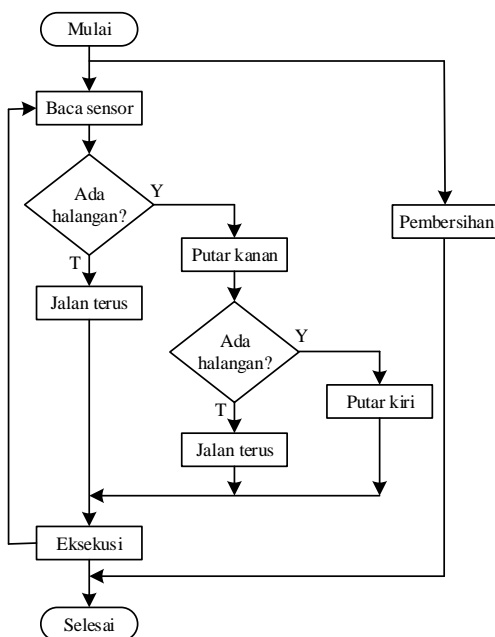 Mulai
Baca sensor
Ada
halangan?
Y
T
Jalan terus
Putar kanan
Ada
halangan?
Y
T
Jalan terus
Putar kiri
Pembersihan
Eksekusi
Selesai